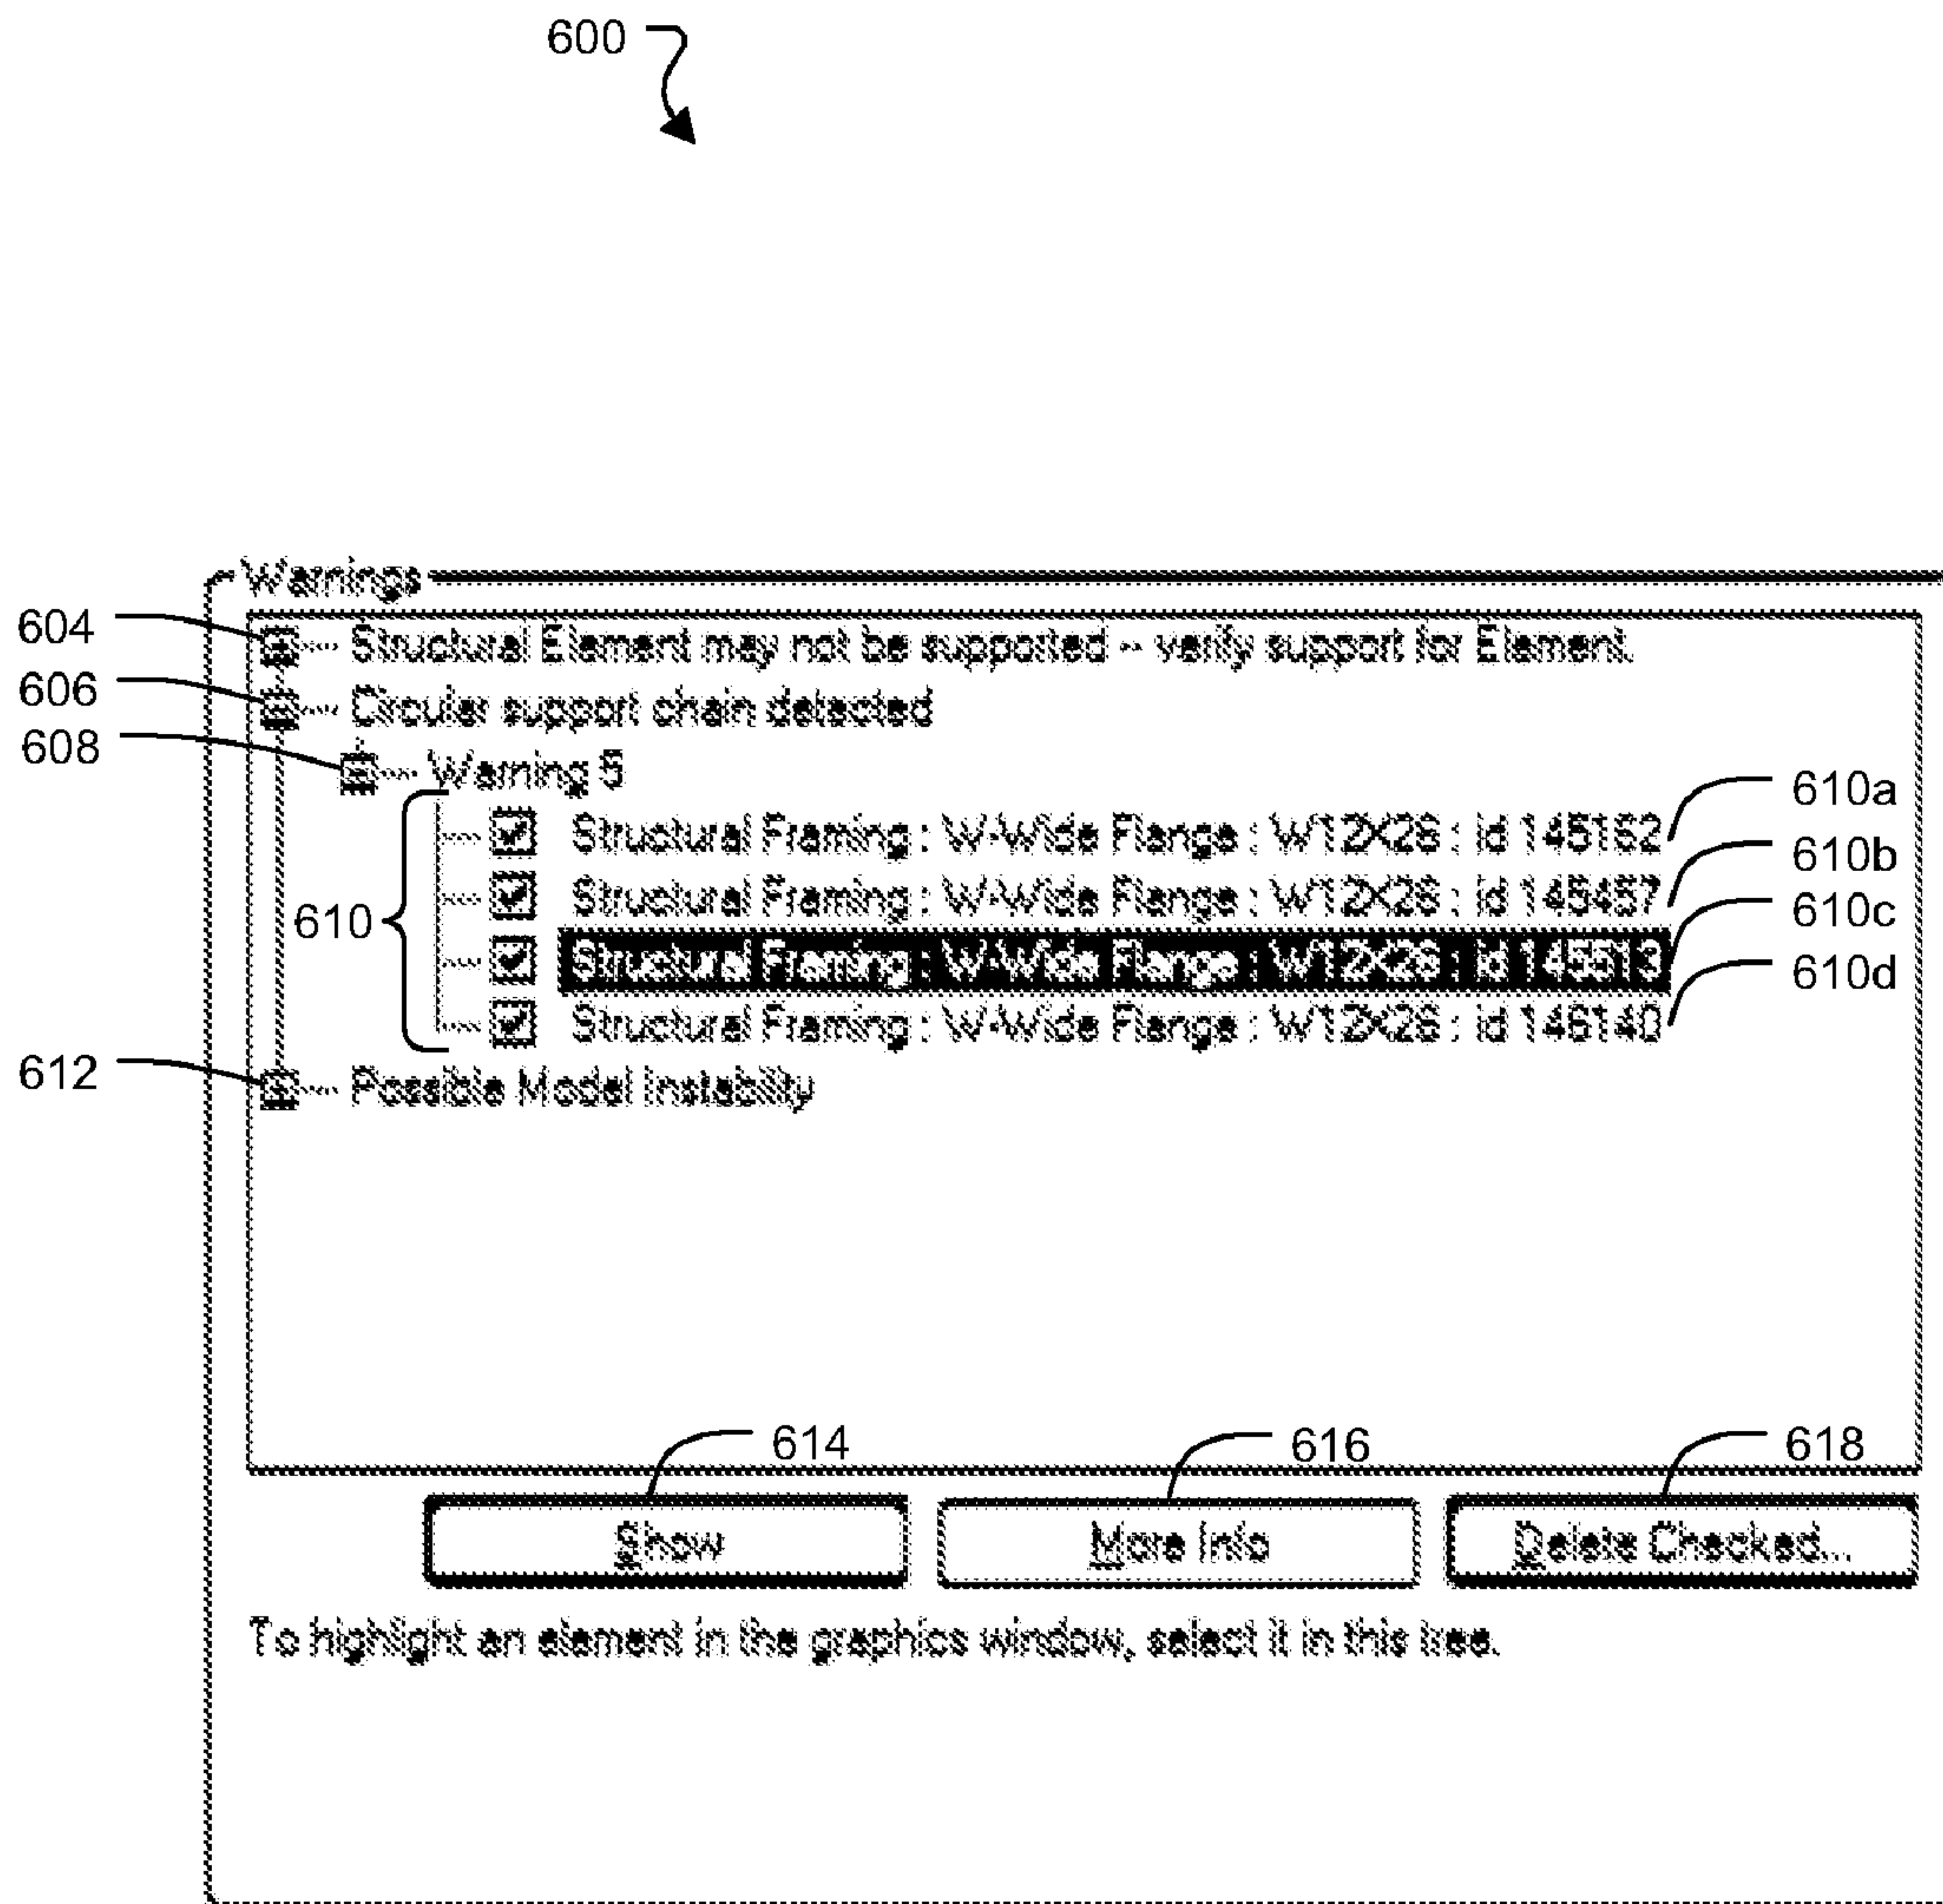 600
Warnings
604 Structural Element may not be supported -- verify support for Element.
606 Circular support chain detected
608 Warning 5
Structural Framing : W-Wide Flange : W12X26 : id 145162 610a
Structural Framing : W-Wide Flange : W12X26 : id 145457 610b
610 Structural Framing : W-Wide Flange : W12X26 : id 145513 610c
Structural Framing : W-Wide Flange : W12X26 : id 146140 610d
612 Possible Model Instability
614 616 618
Show More Info Delete Checked...
To highlight an element in the graphics window, select it in this tree.